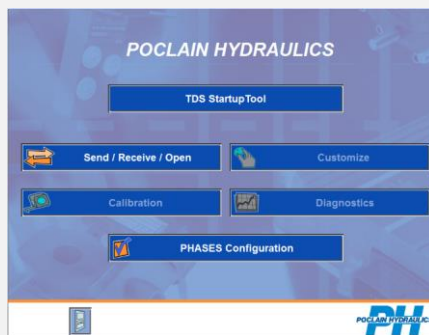 POCLAIN HYDRAULICS
TDS StartupTool
Send / Receive / Open
Customize
Calibration
Diagnostics
PHASES Configuration
PH
POCLAIN HYDRAULICS